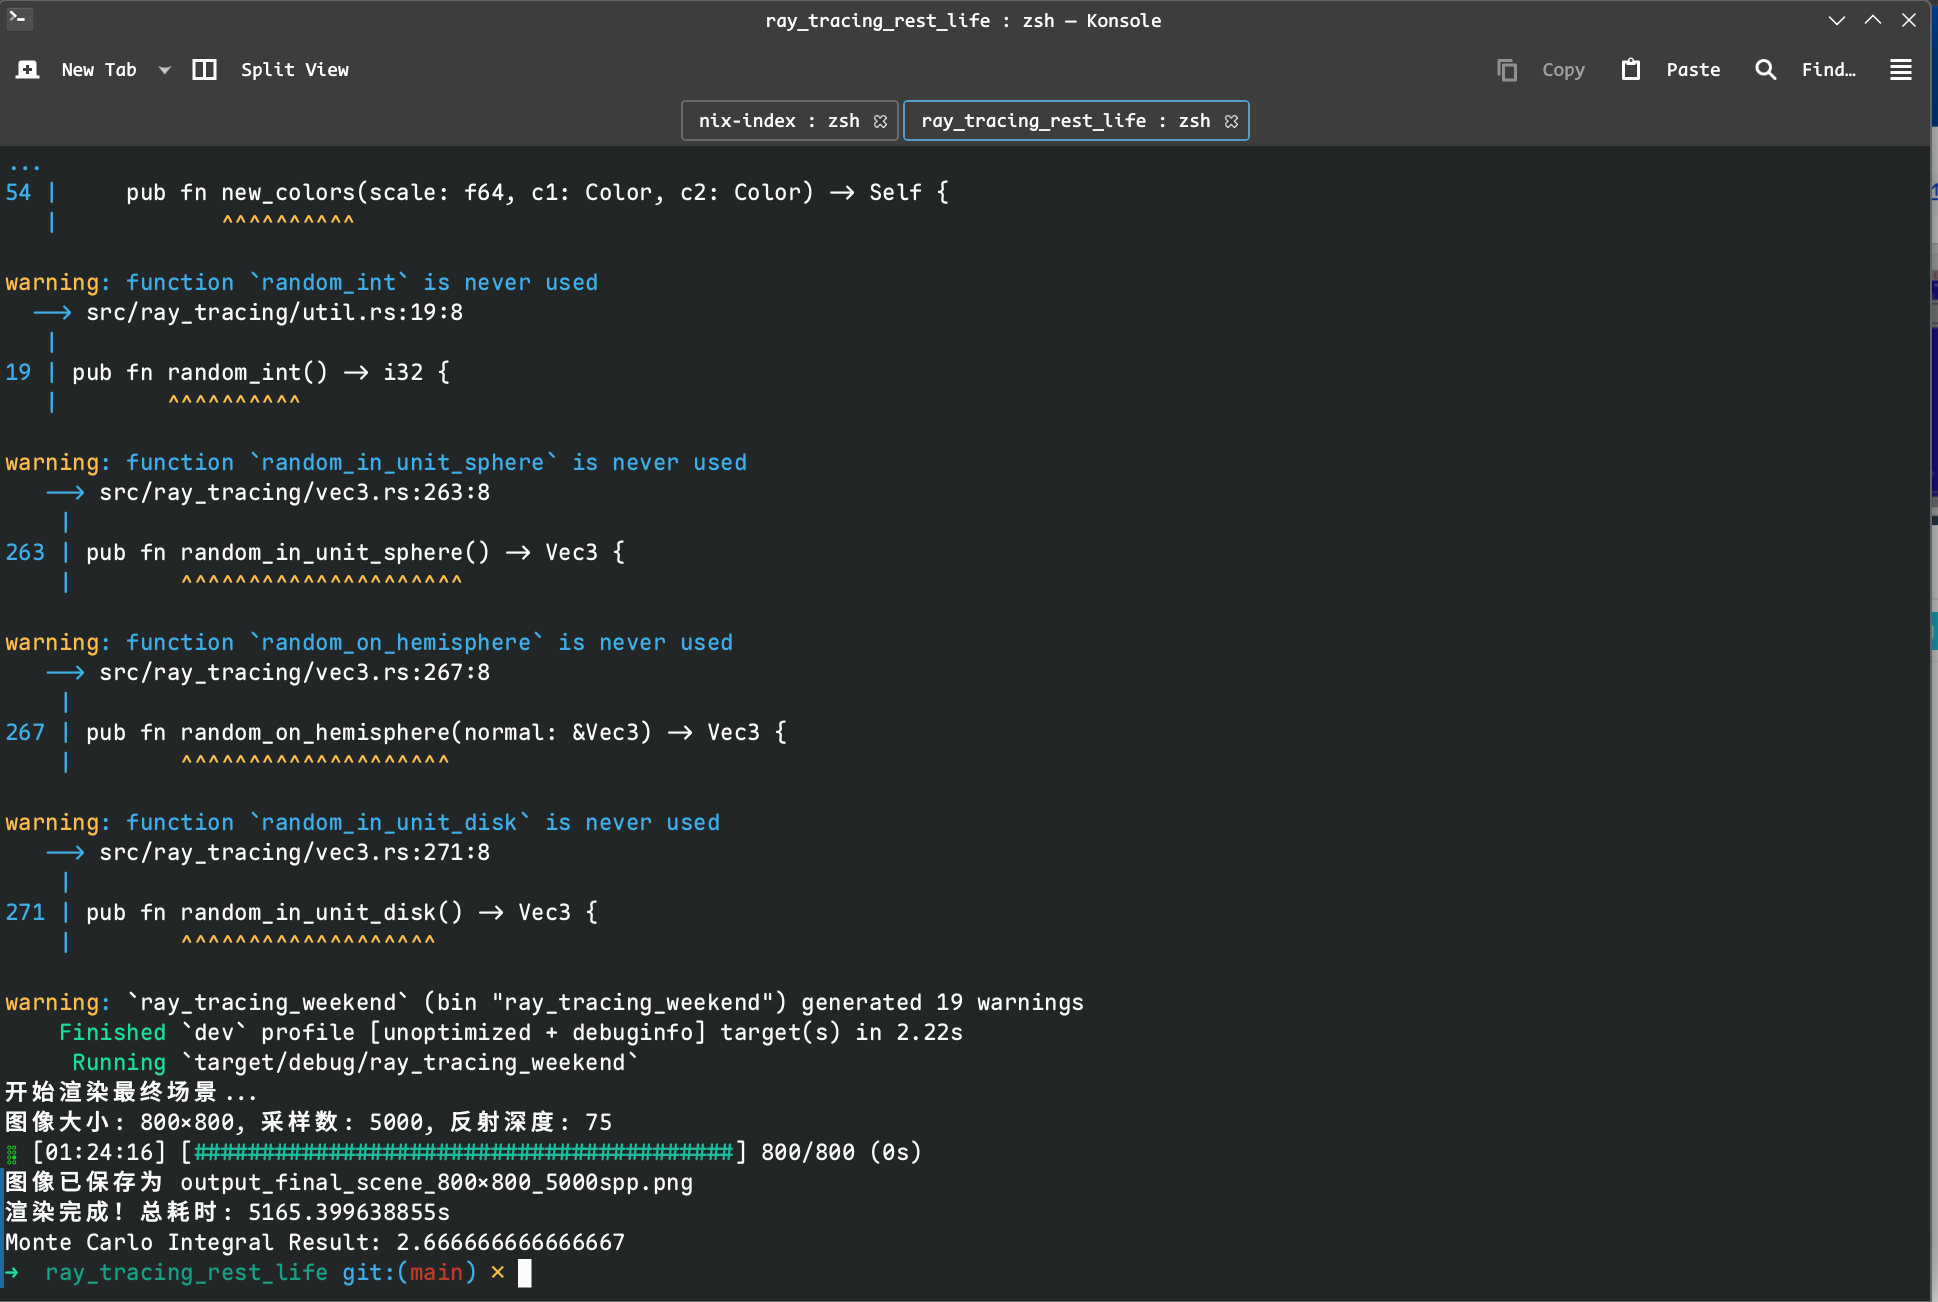 ray_tracing_rest_life : zsh — Konsole
New Tab Split View Copy Paste Find...
nix-index : zsh ray_tracing_rest_life : zsh
...
54 |     pub fn new_colors(scale: f64, c1: Color, c2: Color) -> Self {
   |            ^^^^^^^^^^
warning: function `random_int` is never used
  --> src/ray_tracing/util.rs:19:8
   |
19 | pub fn random_int() -> i32 {
   |        ^^^^^^^^^^
warning: function `random_in_unit_sphere` is never used
   --> src/ray_tracing/vec3.rs:263:8
    |
263 | pub fn random_in_unit_sphere() -> Vec3 {
    |        ^^^^^^^^^^^^^^^^^^^^^
warning: function `random_on_hemisphere` is never used
   --> src/ray_tracing/vec3.rs:267:8
    |
267 | pub fn random_on_hemisphere(normal: &Vec3) -> Vec3 {
    |        ^^^^^^^^^^^^^^^^^^^^
warning: function `random_in_unit_disk` is never used
   --> src/ray_tracing/vec3.rs:271:8
    |
271 | pub fn random_in_unit_disk() -> Vec3 {
    |        ^^^^^^^^^^^^^^^^^^^
warning: `ray_tracing_weekend` (bin "ray_tracing_weekend") generated 19 warnings
    Finished `dev` profile [unoptimized + debuginfo] target(s) in 2.22s
     Running `target/debug/ray_tracing_weekend`
开始渲染最终场景...
图像大小: 800×800, 采样数: 5000, 反射深度: 75
[01:24:16] [########################################] 800/800 (0s)
图像已保存为 output_final_scene_800×800_5000spp.png
渲染完成! 总耗时: 5165.399638855s
Monte Carlo Integral Result: 2.666666666666667
➜  ray_tracing_rest_life git:(main) ✗